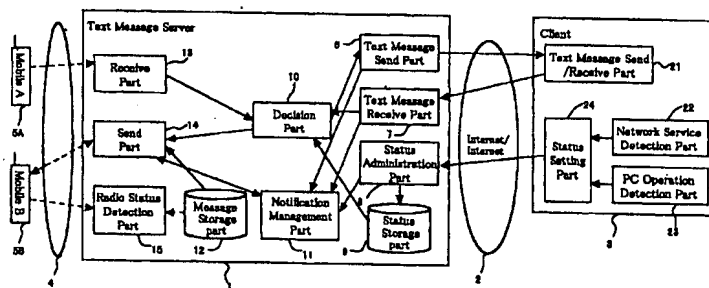 Text Message Server
Mobile A
5A
13
Receive
Part
14
Send
Part
Mobile B
5B
Radio Status
Detection
Part
15
4
10
Decision
Part
6
Text Message
Send Part
Text Message
Receive Part
7
Status
Administration
Part
8
Message
Storage
part
12
Notification
Management
Part
11
Status
Storage
part
9
1
Internet/
Internet
2
Client
Text Message Send
/Receive Part
21
24
Status
Setting
Part
22
Network Service
Detection Part
PC Operation
Detection Part
23
3